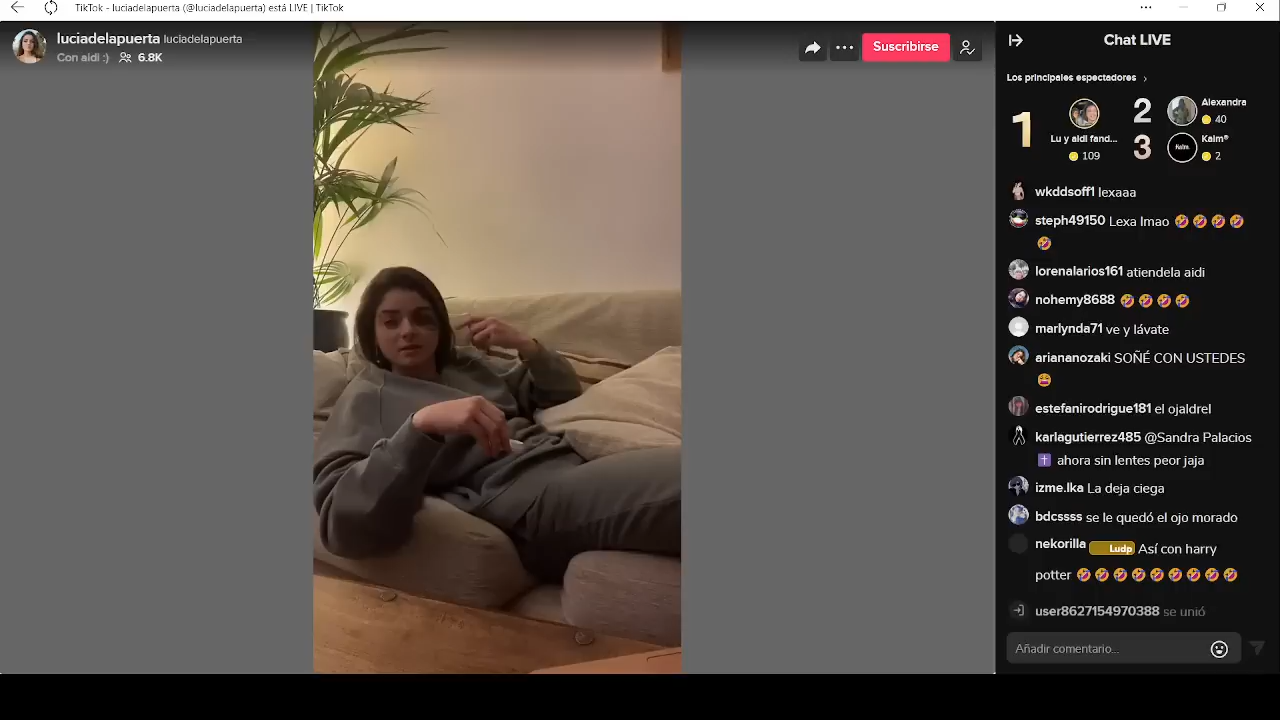 TikTok - luciadelapuerta (@luciadelapuerta) está LIVE | TikTok
luciadelapuerta luciadelapuerta
Con aidi :) 6.8K
Suscribirse
Chat LIVE
Los principales espectadores
1
Lu y aidi fand...
109
2
Alexandra
40
3
Kalm.
Kalm®
2
wkddsoff1 lexaaa
steph49150 Lexa lmao 🤣 🤣 🤣 🤣
🤣
lorenalarios161 atiendela aidi
nohemy8688 🤣 🤣 🤣 🤣
marlynda71 ve y lávate
ariananozaki SOÑÉ CON USTEDES
😩
estefanirodrigue181 el ojaldrel
karlagutierrez485 @Sandra Palacios
✝️ ahora sin lentes peor jaja
izme.lka La deja ciega
bdcssss se le quedó el ojo morado
nekorilla Ludp Así con harry
potter 🤣 🤣 🤣 🤣 🤣 🤣 🤣 🤣 🤣
user8627154970388 se unió
Añadir comentario...